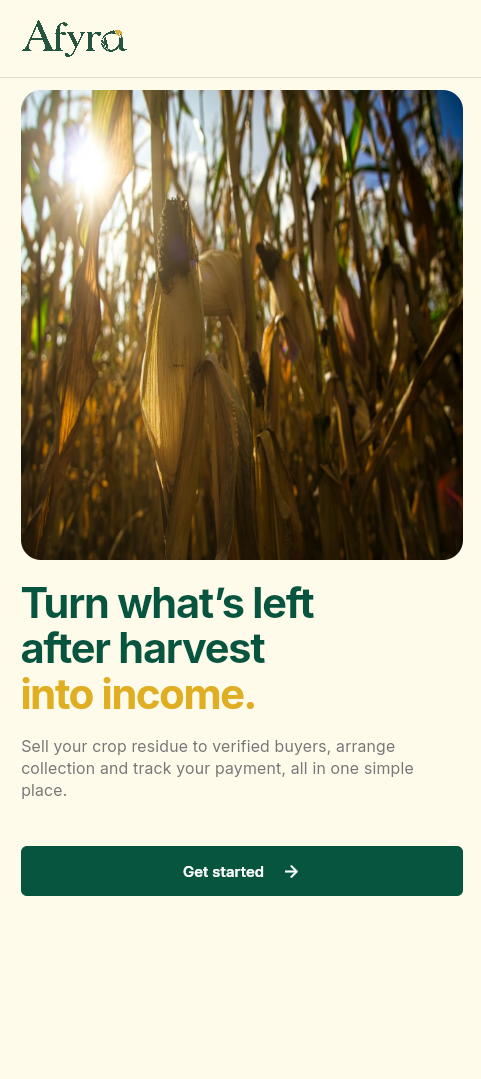 Afyra
Turn what’s left
after harvest
into income.
Sell your crop residue to verified buyers, arrange
collection and track your payment, all in one simple
place.
Get started →